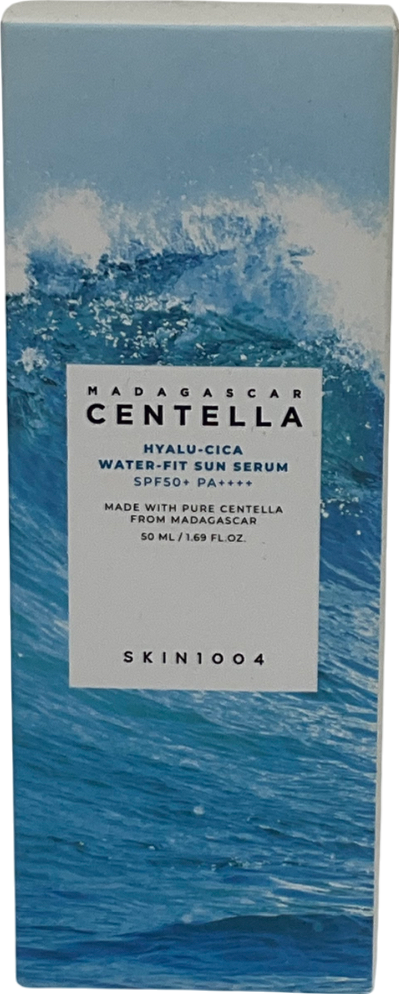 MADAGASCAR
CENTELLA
HYALU-CICA
WATER-FIT SUN SERUM
SPF50+ PA++++
MADE WITH PURE CENTELLA
FROM MADAGASCAR
50 ML / 1.69 FL.OZ.
SKIN1004